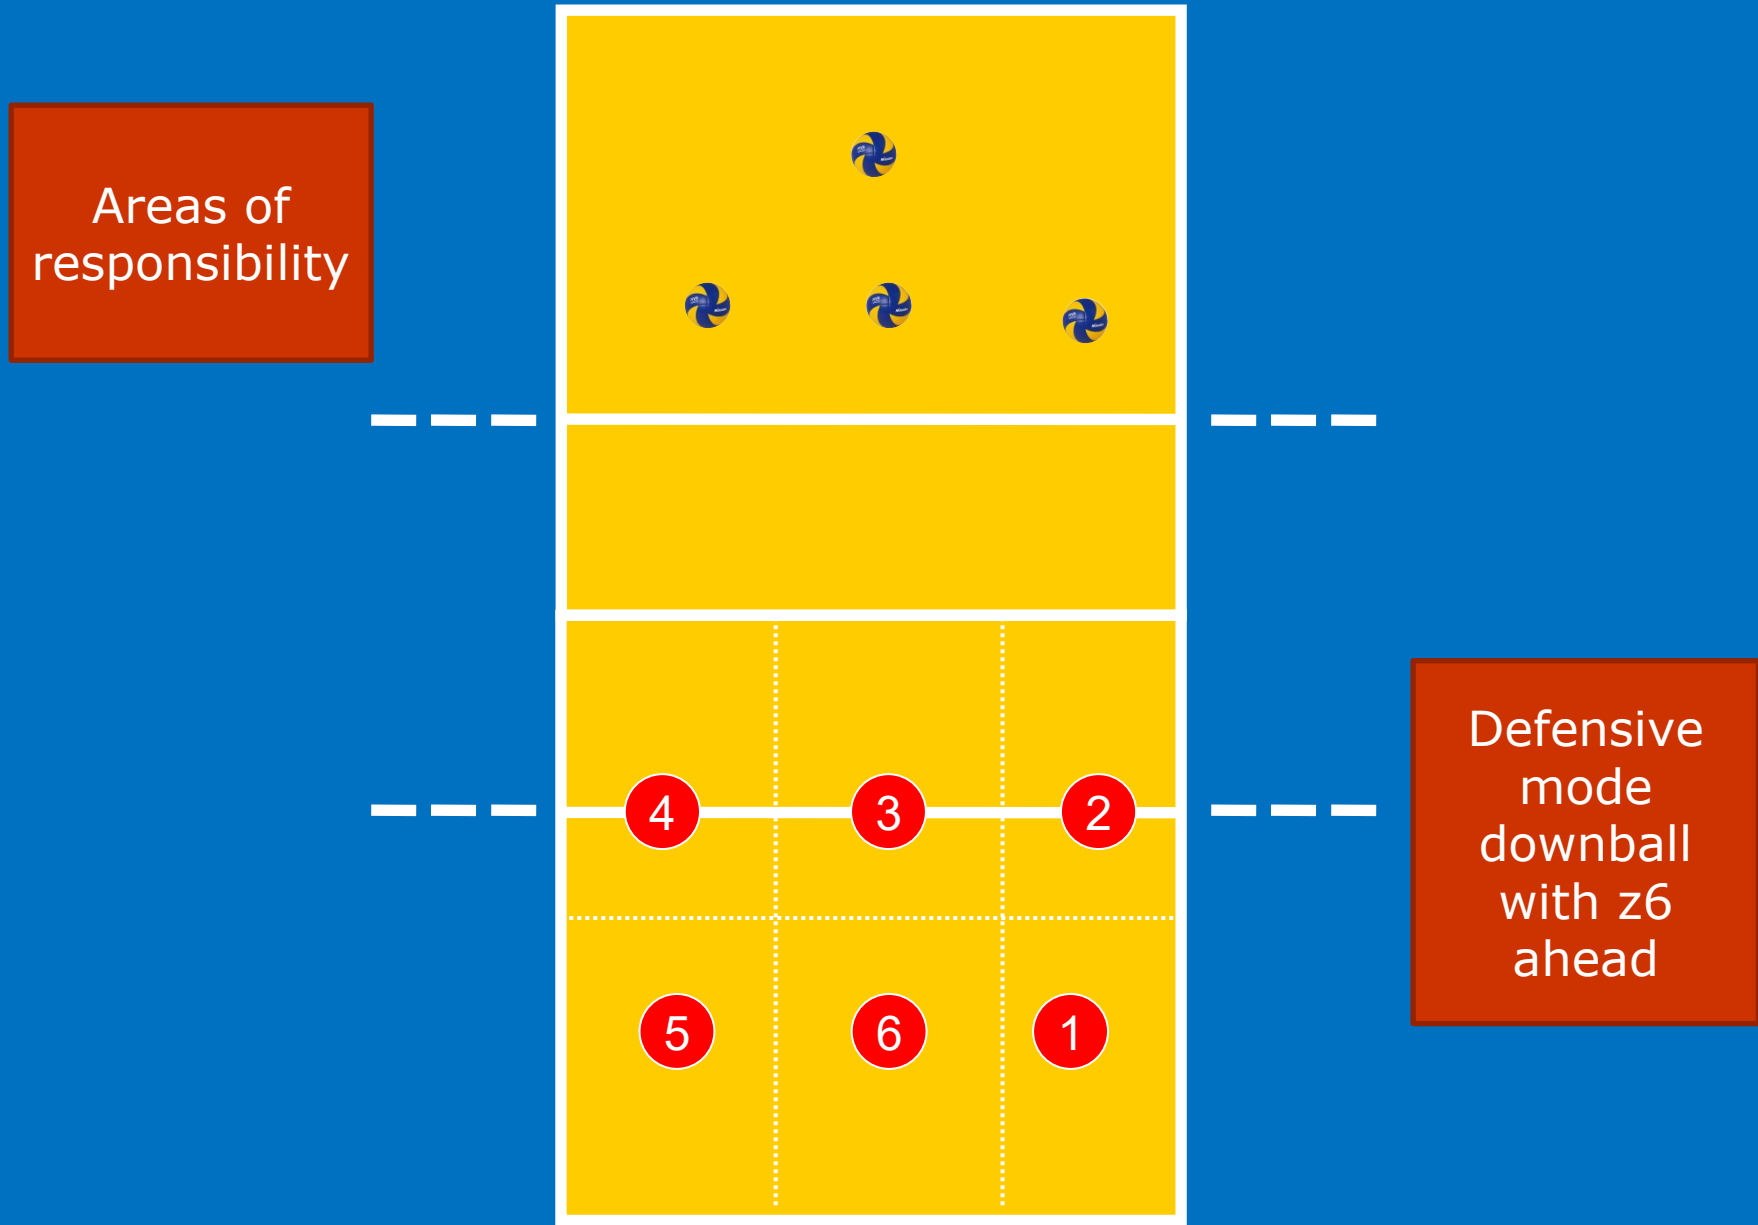 Areas of
responsibility
4
3
2
5
6
1
Defensive
mode
downball
with z6
ahead